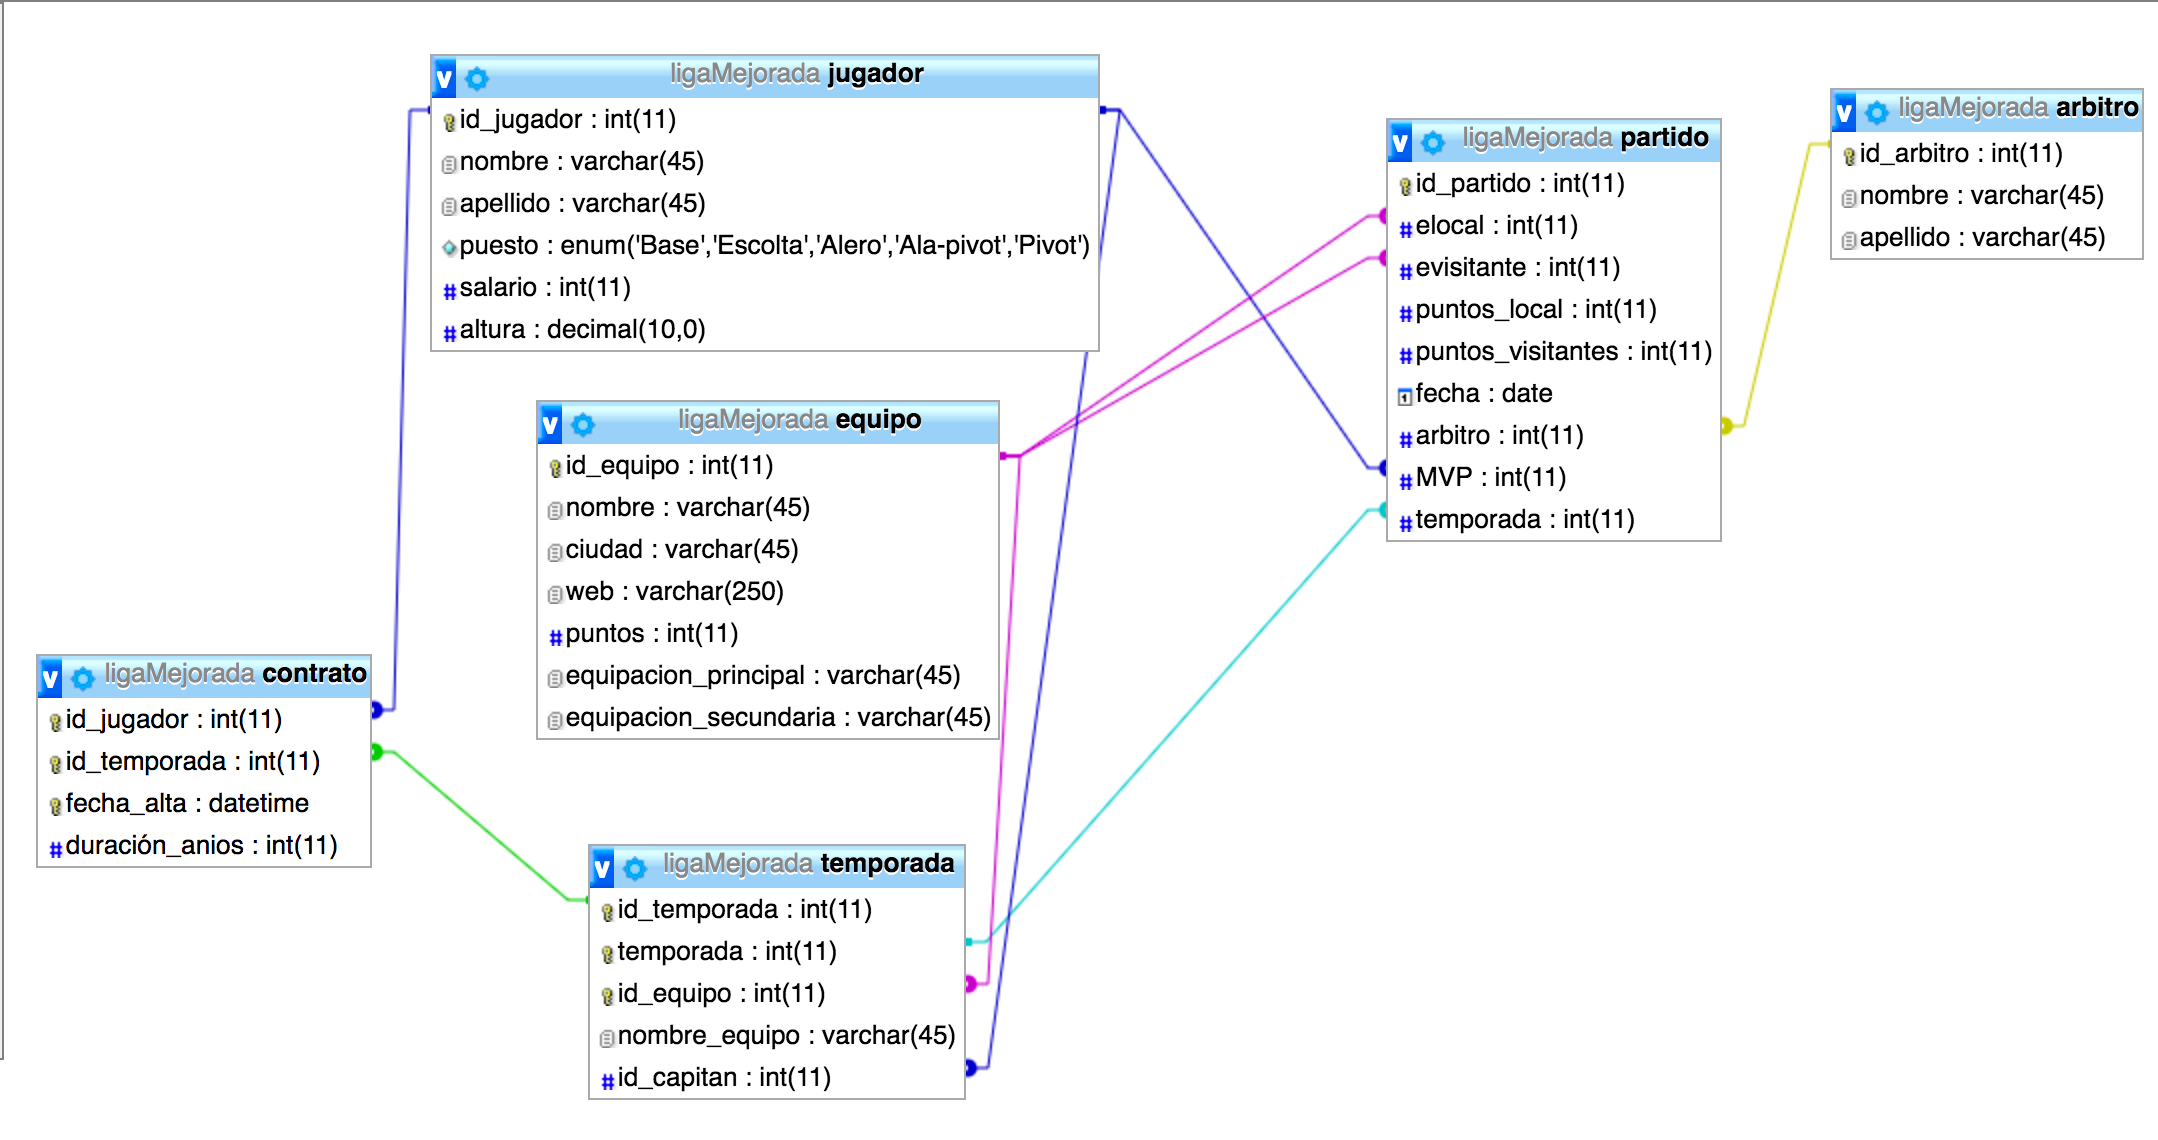 ligaMejorada jugador
id_jugador : int(11)
nombre : varchar(45)
apellido : varchar(45)
puesto : enum('Base','Escolta','Alero','Ala-pivot','Pivot')
salario : int(11)
altura : decimal(10,0)
ligaMejorada partido
id_partido : int(11)
elocal : int(11)
evisitante : int(11)
puntos_local : int(11)
puntos_visitantes : int(11)
fecha : date
arbitro : int(11)
MVP : int(11)
temporada : int(11)
ligaMejorada arbitro
id_arbitro : int(11)
nombre : varchar(45)
apellido : varchar(45)
ligaMejorada equipo
id_equipo : int(11)
nombre : varchar(45)
ciudad : varchar(45)
web : varchar(250)
puntos : int(11)
equipacion_principal : varchar(45)
equipacion_secundaria : varchar(45)
ligaMejorada contrato
id_jugador : int(11)
id_temporada : int(11)
fecha_alta : datetime
duración_anios : int(11)
ligaMejorada temporada
id_temporada : int(11)
temporada : int(11)
id_equipo : int(11)
nombre_equipo : varchar(45)
id_capitan : int(11)